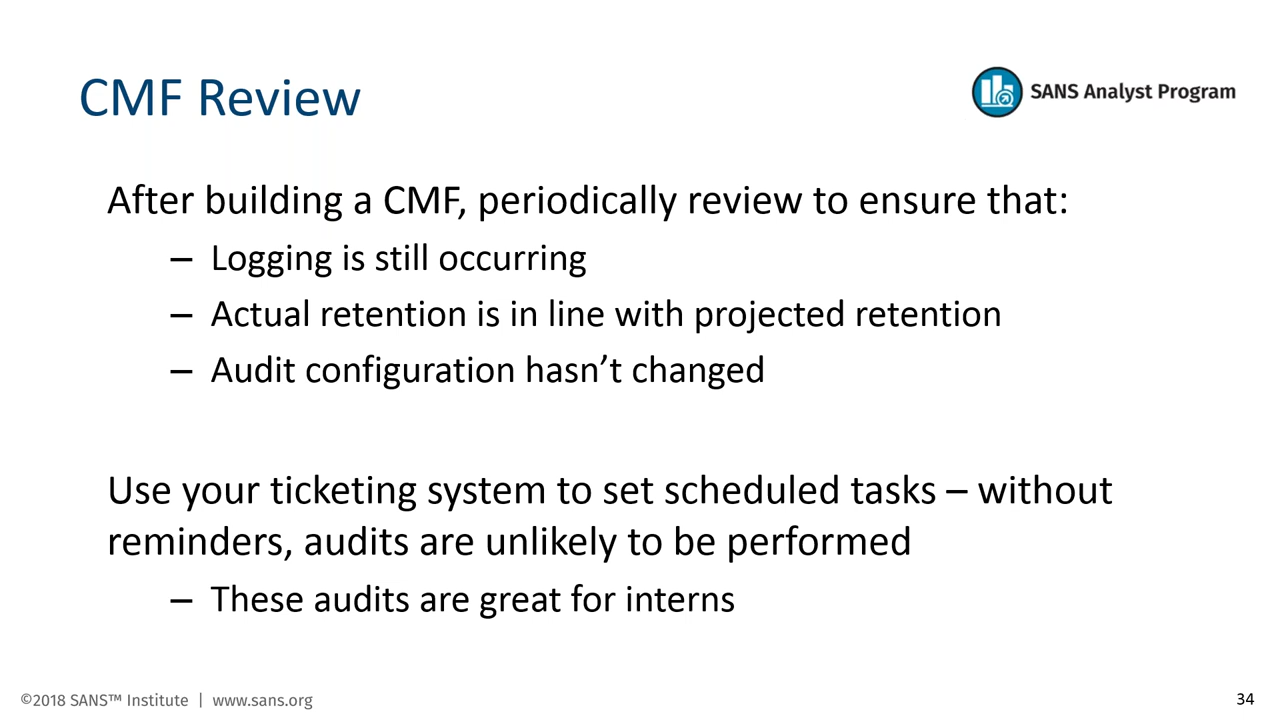 CMF Review
SANS Analyst Program
After building a CMF, periodically review to ensure that:
– Logging is still occurring
– Actual retention is in line with projected retention
– Audit configuration hasn’t changed
Use your ticketing system to set scheduled tasks – without
reminders, audits are unlikely to be performed
– These audits are great for interns
©2018 SANS™ Institute | www.sans.org
34